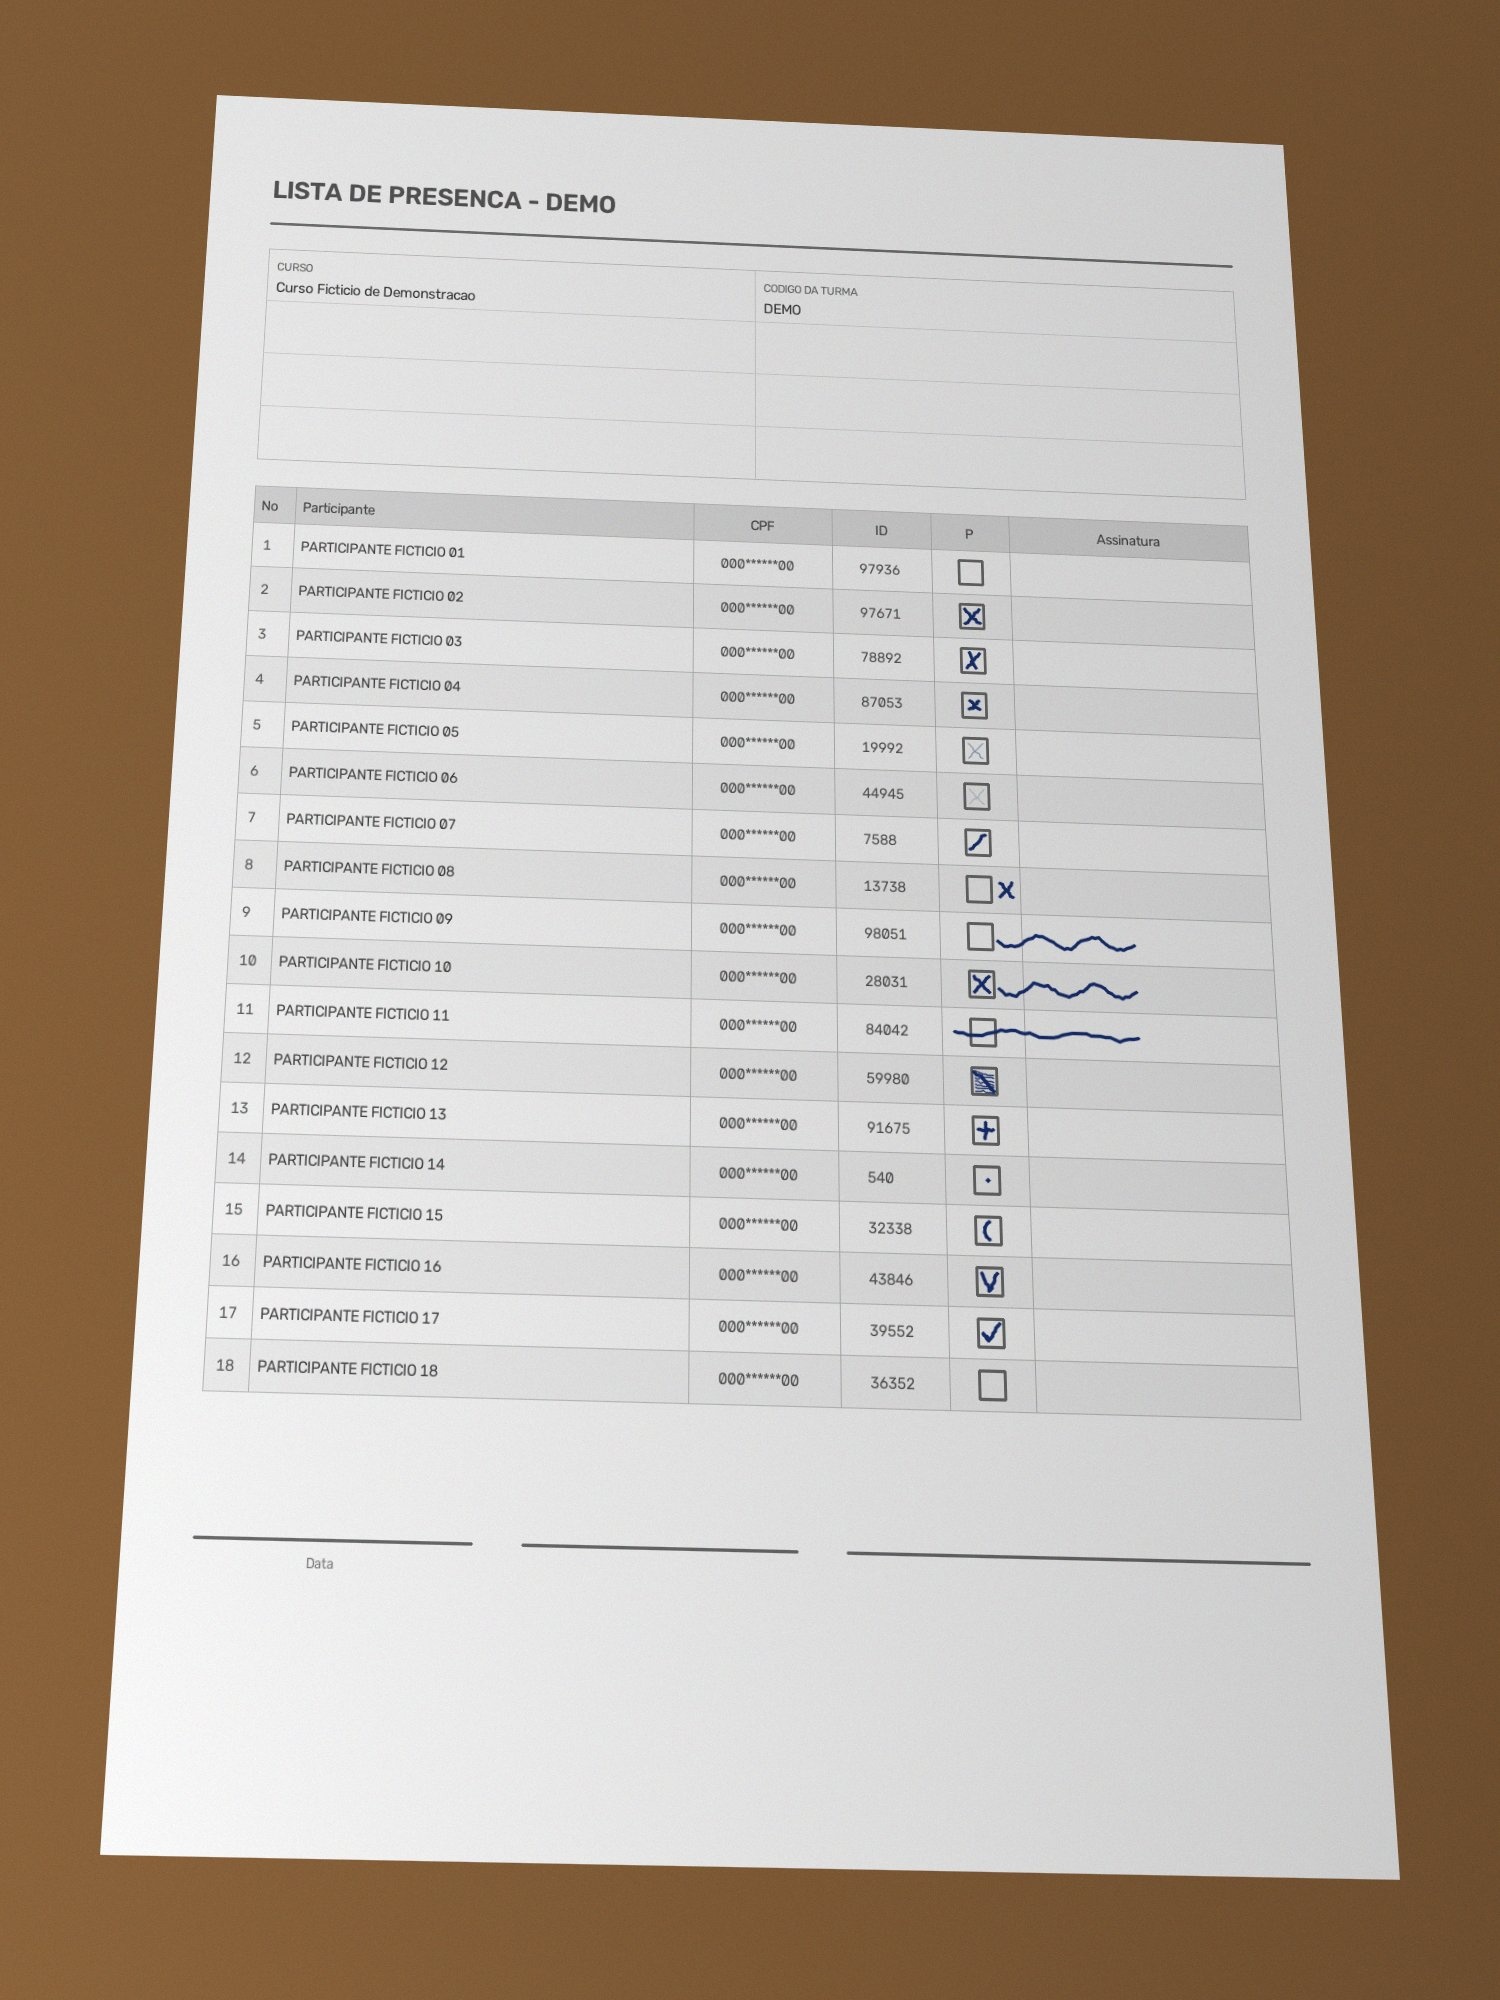 LISTA DE PRESENCA - DEMO
CURSO
Curso Ficticio de Demonstracao
CODIGO DA TURMA
DEMO
No Participante CPF ID P Assinatura
1 PARTICIPANTE FICTICIO 01 000******00 97936
2 PARTICIPANTE FICTICIO 02 000******00 97671
3 PARTICIPANTE FICTICIO 03 000******00 78892
4 PARTICIPANTE FICTICIO 04 000******00 87053
5 PARTICIPANTE FICTICIO 05 000******00 19992
6 PARTICIPANTE FICTICIO 06 000******00 44945
7 PARTICIPANTE FICTICIO 07 000******00 7588
8 PARTICIPANTE FICTICIO 08 000******00 13738
9 PARTICIPANTE FICTICIO 09 000******00 98051
10 PARTICIPANTE FICTICIO 10 000******00 28031
11 PARTICIPANTE FICTICIO 11 000******00 84042
12 PARTICIPANTE FICTICIO 12 000******00 59980
13 PARTICIPANTE FICTICIO 13 000******00 91675
14 PARTICIPANTE FICTICIO 14 000******00 540
15 PARTICIPANTE FICTICIO 15 000******00 32338
16 PARTICIPANTE FICTICIO 16 000******00 43846
17 PARTICIPANTE FICTICIO 17 000******00 39552
18 PARTICIPANTE FICTICIO 18 000******00 36352
Data